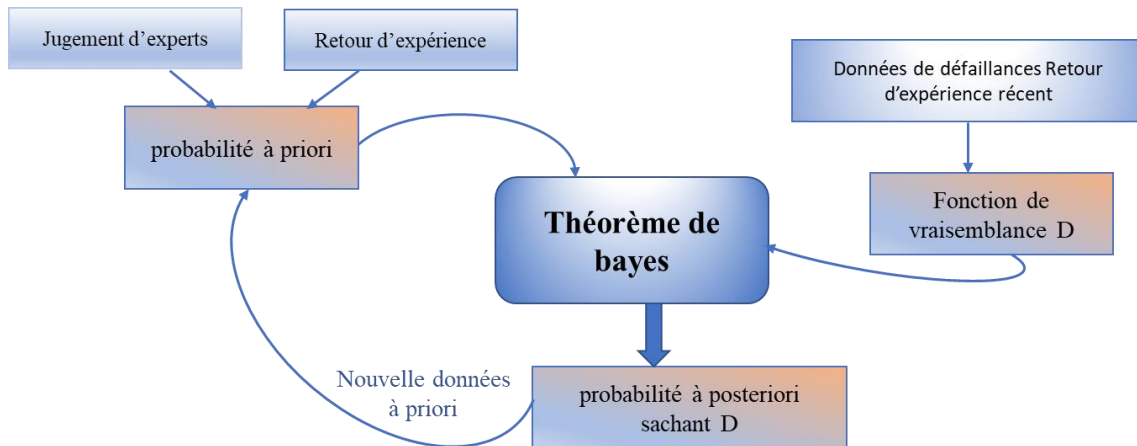 Jugement d'experts
Retour d'expérience
Données de défaillances Retour
d'expérience récent
probabilité à priori
Fonction de
vraisemblance D
Théorème de
bayes
Nouvelle données
à priori
probabilité à posteriori
sachant D